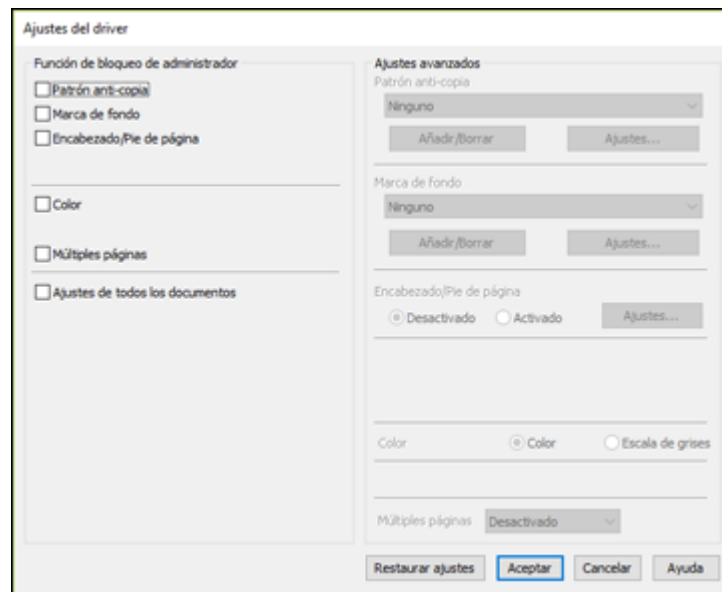 Ajustes del driver
Función de bloqueo de administrador
Patrón anti-copia
Marca de fondo
Encabezado/Pie de página
Color
Múltiples páginas
Ajustes de todos los documentos
Ajustes avanzados
Patrón anti-copia
Ninguno
Añadir/Borrar Ajustes...
Marca de fondo
Ninguno
Añadir/Borrar Ajustes...
Encabezado/Pie de página
Desactivado Activado Ajustes...
Color Color Escala de grises
Múltiples páginas Desactivado
Restaurar ajustes Aceptar Cancelar Ayuda